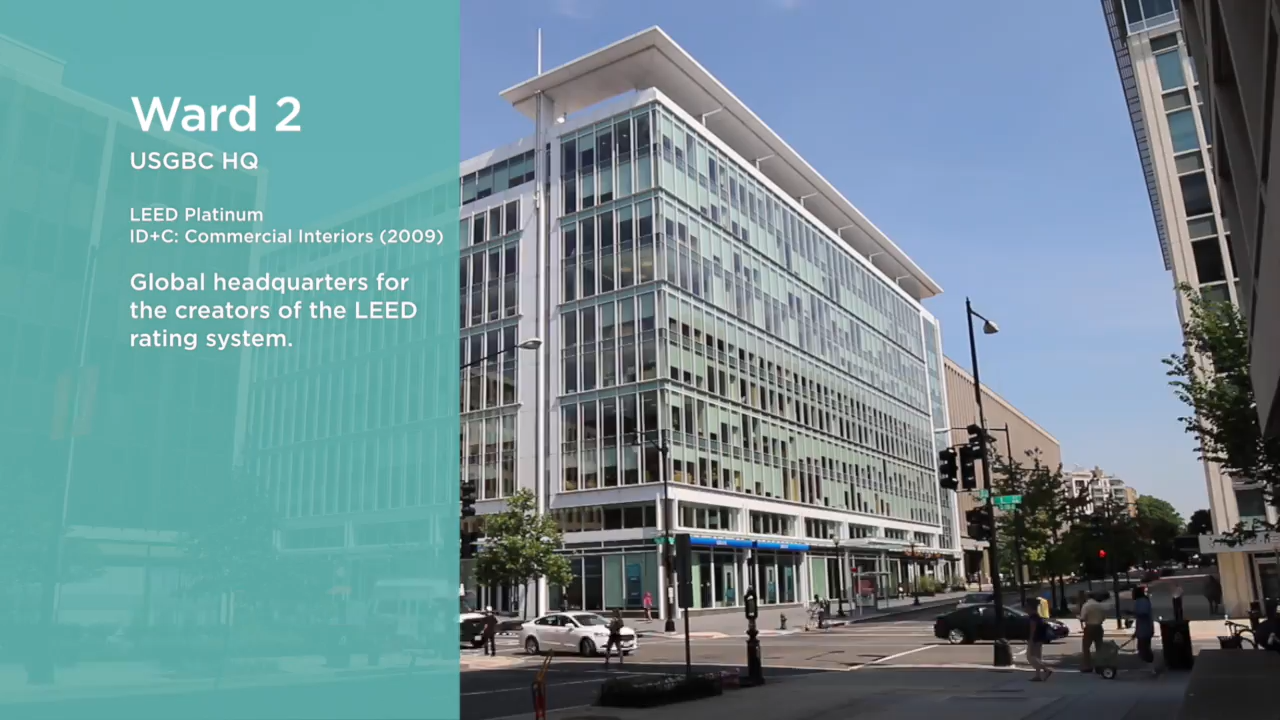 Ward 2
USGBC HQ
LEED Platinum
ID+C: Commercial Interiors (2009)
Global headquarters for
the creators of the LEED
rating system.